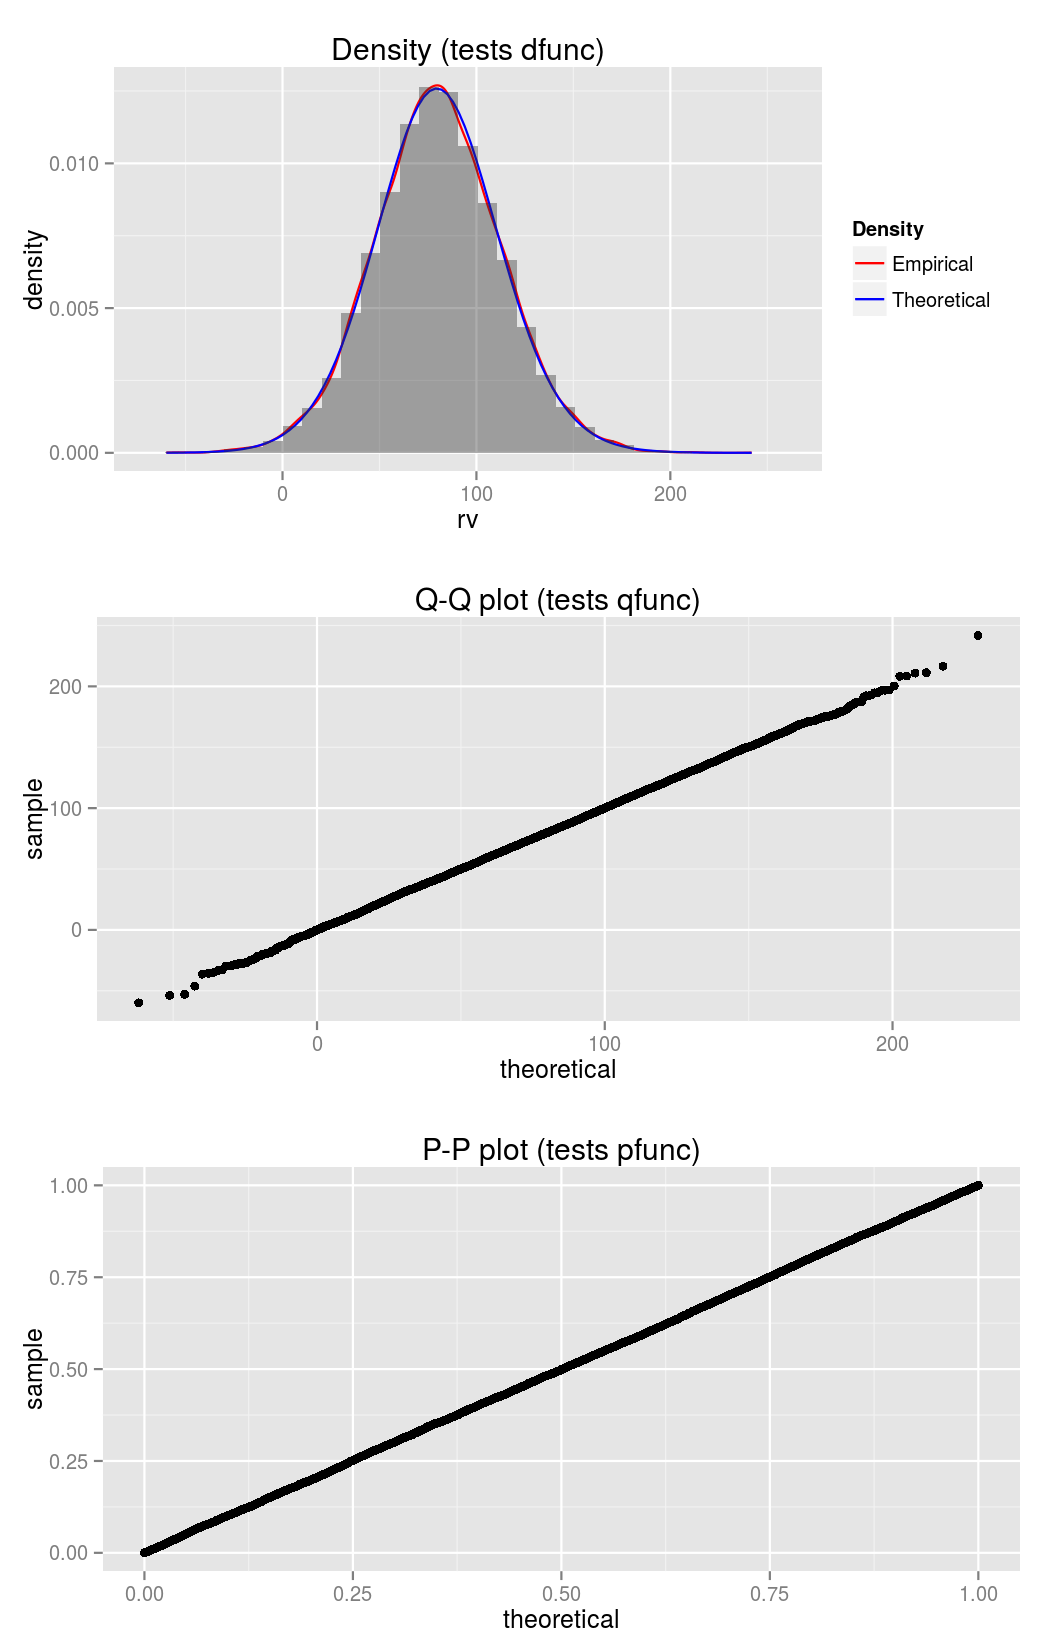 Density (tests dfunc)
density
0.010
0.005
0.000
0 100 200
rv
Density
Empirical
Theoretical
Q-Q plot (tests qfunc)
sample
200
100
0
0 100 200
theoretical
P-P plot (tests pfunc)
sample
1.00
0.75
0.50
0.25
0.00
0.00 0.25 0.50 0.75 1.00
theoretical